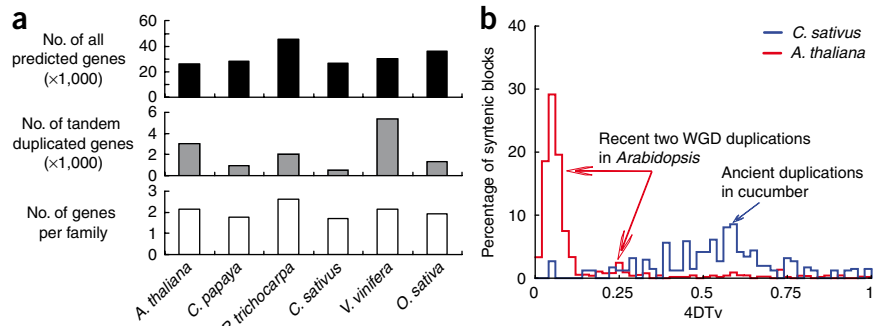 a
No. of all
predicted genes
(×1,000)
60
40
20
0
No. of tandem
duplicated genes
(×1,000)
6
4
2
0
No. of genes
per family
3
2
1
0
A. thaliana
C. papaya
trichocarpa
C. sativus
V. vinifera
O. sativa
b
Percentage of syntenic blocks
40
30
20
10
0
C. sativus
A. thaliana
Recent two WGD duplications
in Arabidopsis
Ancient duplications
in cucumber
0
0.25
0.5
0.75
1
4DTv